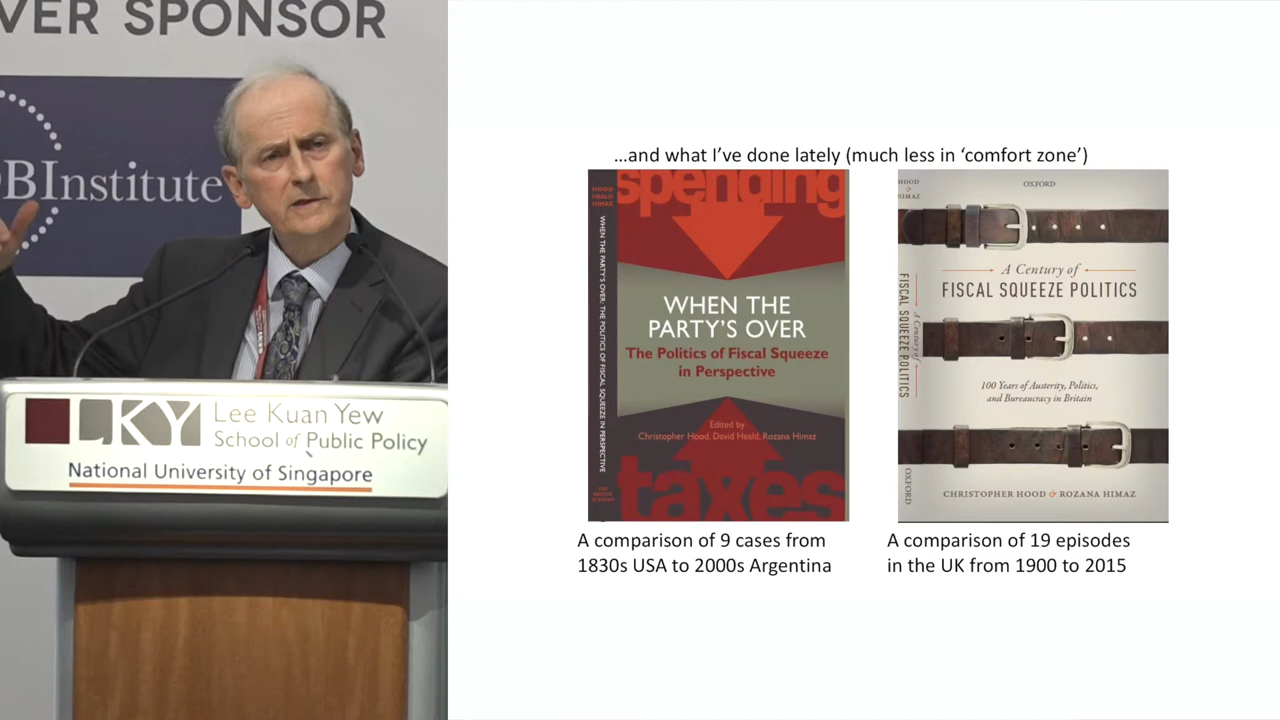 VER SPONSOR
BInstitute
LKY
Lee Kuan Yew
School of Public Policy
National University of Singapore
...and what I've done lately (much less in 'comfort zone')
HOOD
HEALD
HIMAZ
WHEN THE PARTY'S OVER: THE POLITICS OF FISCAL SQUEEZE IN PERSPECTIVE
THE
BRITISH
ACADEMY
spending
WHEN THE
PARTY'S OVER
The Politics of Fiscal Squeeze
in Perspective
Edited by
Christopher Hood, David Heald, Rozana Himaz
taxes
A comparison of 9 cases from
1830s USA to 2000s Argentina
HOOD
&
HIMAZ
A Century of
FISCAL SQUEEZE POLITICS
OXFORD
OXFORD
A Century of
FISCAL SQUEEZE POLITICS
100 Years of Austerity, Politics,
and Bureaucracy in Britain
CHRISTOPHER HOOD & ROZANA HIMAZ
A comparison of 19 episodes
in the UK from 1900 to 2015